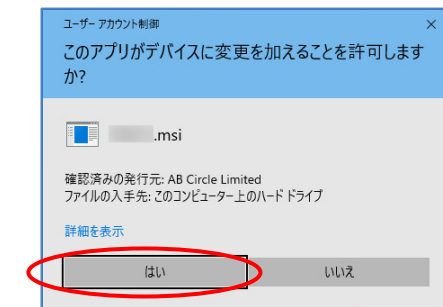 ユーザー アカウント制御
このアプリがデバイスに変更を加えることを許可します
か?
.msi
確認済みの発行元: AB Circle Limited
ファイルの入手先: このコンピューター上のハード ドライブ
詳細を表示
はい いいえ